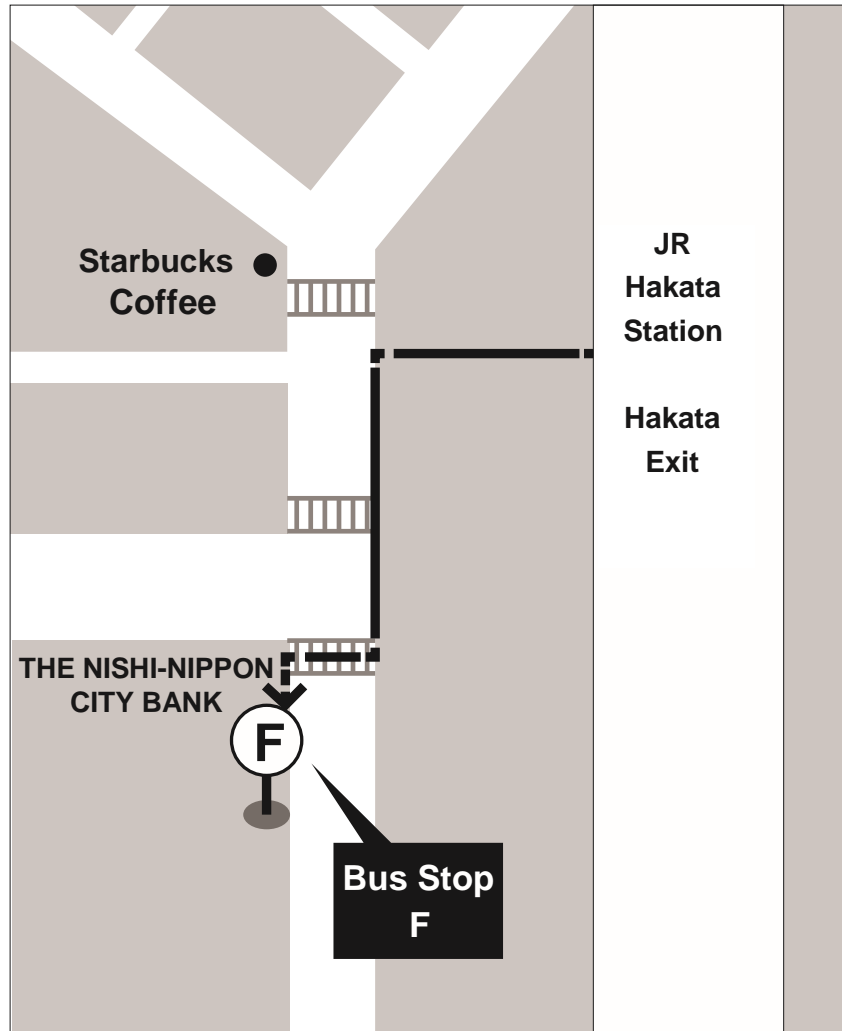 Starbucks
Coffee
JR
Hakata
Station
Hakata
Exit
THE NISHI-NIPPON
CITY BANK
F
Bus Stop
F